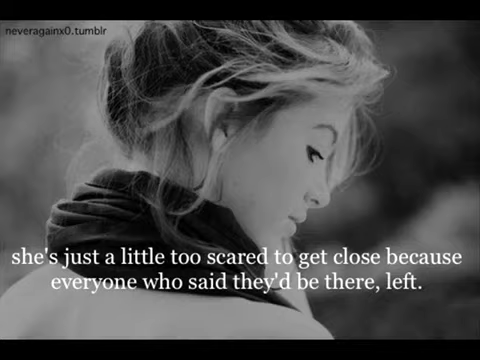 neveragainx0.tumblr
she's just a little too scared to get close because
everyone who said they'd be there, left.